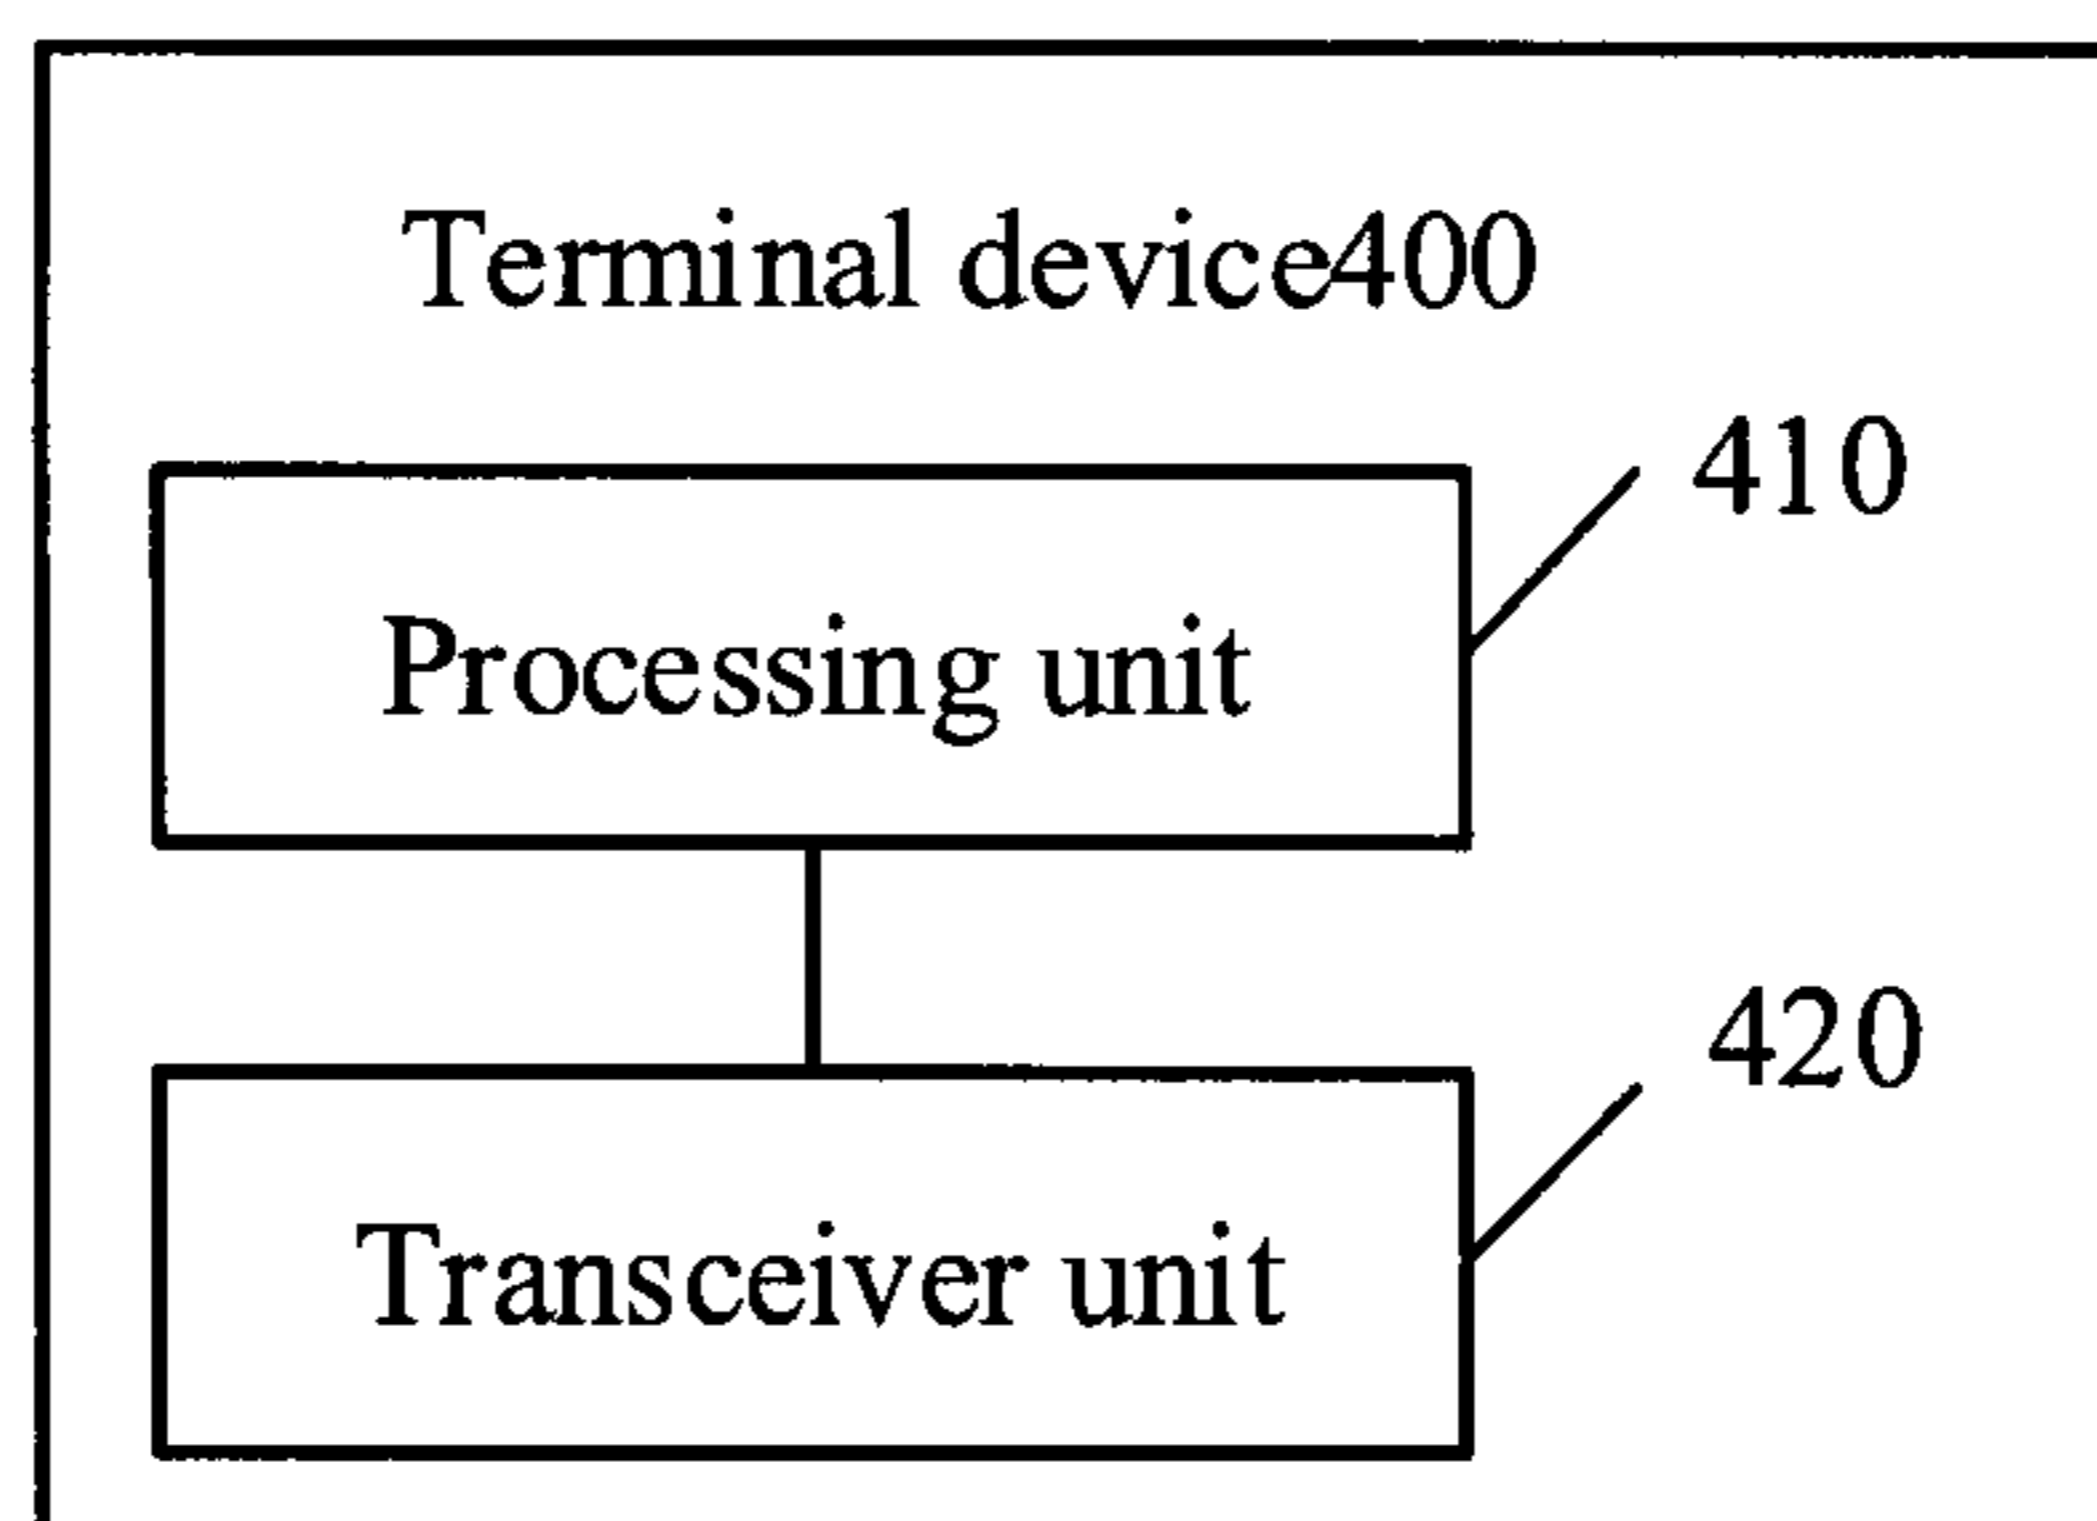 Terminal device400
410
Processing unit
420
Transceiver unit